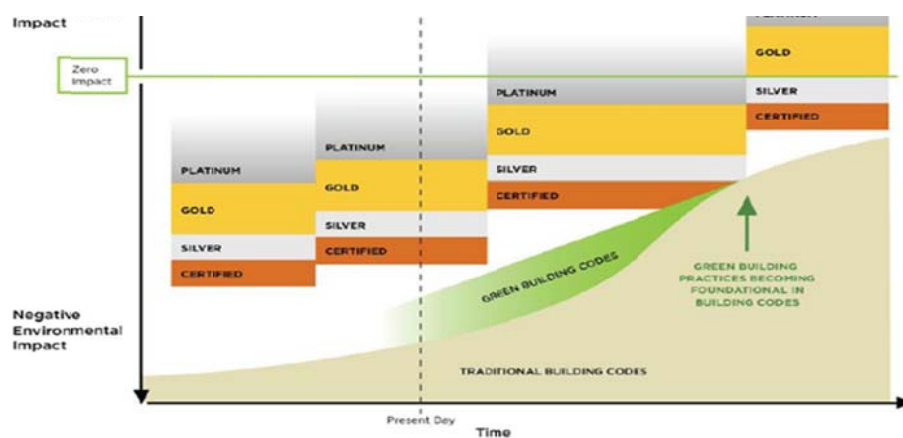 Impact
Zero
Impact
PLATINUM
GOLD
SILVER
CERTIFIED
PLATINUM
GOLD
SILVER
CERTIFIED
PLATINUM
GOLD
SILVER
CERTIFIED
PLATINUM
GOLD
SILVER
CERTIFIED
GREEN BUILDING CODES
GREEN BUILDING
PRACTICES BECOMING
FOUNDATIONAL IN
BUILDING CODES
Negative
Environmental
Impact
TRADITIONAL BUILDING CODES
Present Day
Time